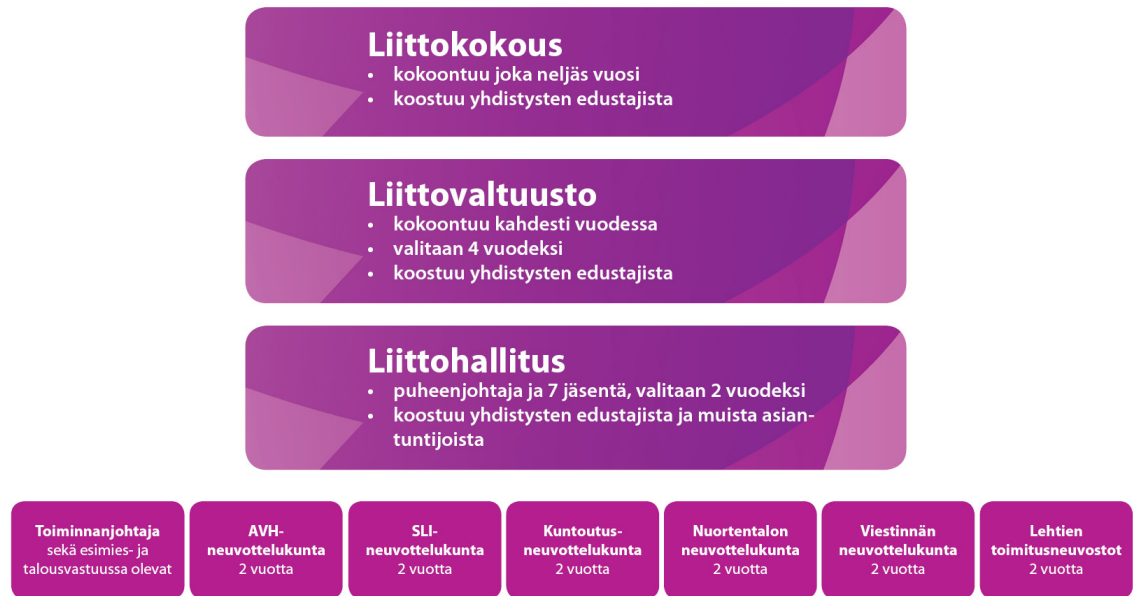 Liittokokous
• kokoontuu joka neljäs vuosi
• koostuu yhdistysten edustajista
Liittovaltuusto
• kokoontuu kahdesti vuodessa
• valitaan 4 vuodeksi
• koostuu yhdistysten edustajista
Liittohallitus
• puheenjohtaja ja 7 jäsentä, valitaan 2 vuodeksi
• koostuu yhdistysten edustajista ja muista asian-
tuntijoista
Toiminnanjohtaja
sekä esimies- ja
talousvastuussa olevat
AVH-
neuvottelukunta
2 vuotta
SLI-
neuvottelukunta
2 vuotta
Kuntoutus-
neuvottelukunta
2 vuotta
Nuortentalon
neuvottelukunta
2 vuotta
Viestinnän
neuvottelukunta
2 vuotta
Lehtien
toimitusneuvostot
2 vuotta